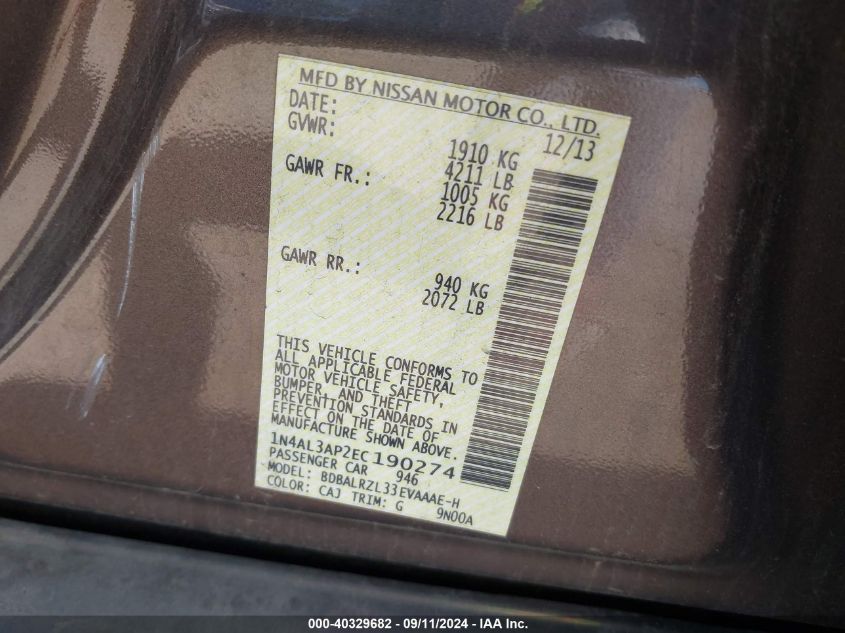 MFD BY NISSAN MOTOR CO., LTD.
DATE: 12/13
GVWR: 1910 KG
4211 LB
GAWR FR.: 1005 KG
2216 LB
GAWR RR.: 940 KG
2072 LB
THIS VEHICLE CONFORMS TO
ALL APPLICABLE FEDERAL
MOTOR VEHICLE SAFETY,
BUMPER, AND THEFT
PREVENTION STANDARDS IN
EFFECT ON THE DATE OF
MANUFACTURE SHOWN ABOVE.
1N4AL3AP2EC190274
PASSENGER CAR 946
MODEL: BDBALRZL33EVAAAE-H
COLOR: CAJ TRIM: G 9N00A
000-40329682 - 09/11/2024 - IAA Inc.